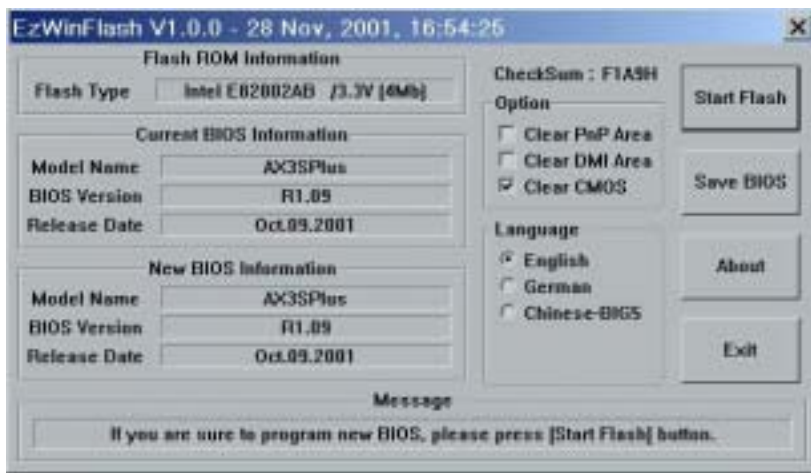 EzWinFlash V1.0.0 - 28 Nov, 2001, 16:54:25
Flash ROM Information
Flash Type Intel E82802AB /3.3V [4Mb]
Current BIOS Information
Model Name AX3SPlus
BIOS Version R1.09
Release Date Oct.09.2001
New BIOS Information
Model Name AX3SPlus
BIOS Version R1.09
Release Date Oct.09.2001
CheckSum : F1A9H
Option
Clear PnP Area
Clear DMI Area
Clear CMOS
Language
English
German
Chinese-BIG5
Start Flash
Save BIOS
About
Exit
Message
If you are sure to program new BIOS, please press [Start Flash] button.